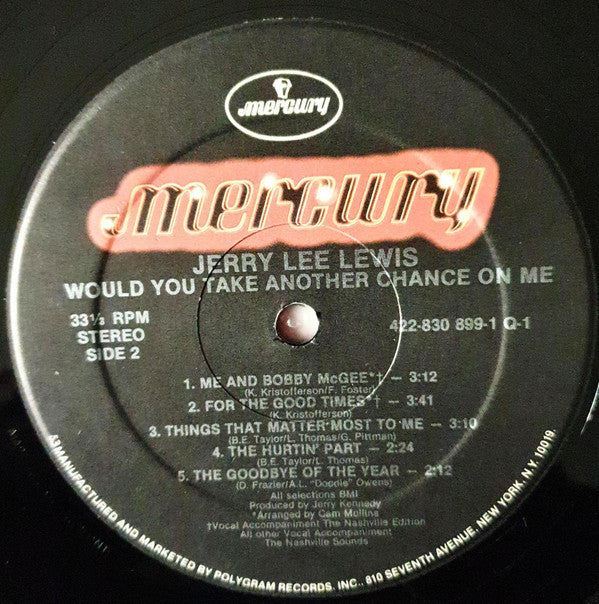 mercury
mercury
JERRY LEE LEWIS
WOULD YOU TAKE ANOTHER CHANCE ON ME
33⅓ RPM
STEREO
SIDE 2
422-830 899-1 Q-1
1. ME AND BOBBY McGEE*† – 3:12
(K. Kristofferson/F. Foster)
2. FOR THE GOOD TIMES*† – 3:41
(K. Kristofferson)
3. THINGS THAT MATTER MOST TO ME – 3:10
(B.E. Taylor/L. Thomas/G. Pittman)
4. THE HURTIN' PART – 2:24
(B.E. Taylor/L. Thomas)
5. THE GOODBYE OF THE YEAR – 2:12
(D. Frazier/A.L. "Doodle" Owens)
All selections BMI
Produced by Jerry Kennedy
*Arranged by Cam Mullins
†Vocal Accompaniment The Nashville Edition
All other Vocal Accompaniment
The Nashville Sounds
MANUFACTURED AND MARKETED BY POLYGRAM RECORDS, INC., 810 SEVENTH AVENUE, NEW YORK, N.Y. 10019.